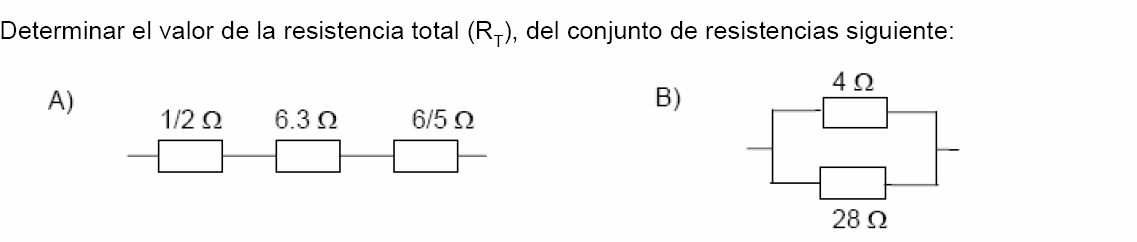 Determinar el valor de la resistencia total (R_T), del conjunto de resistencias siguiente:
A)
1/2 Ω 6.3 Ω 6/5 Ω
B)
4 Ω
28 Ω